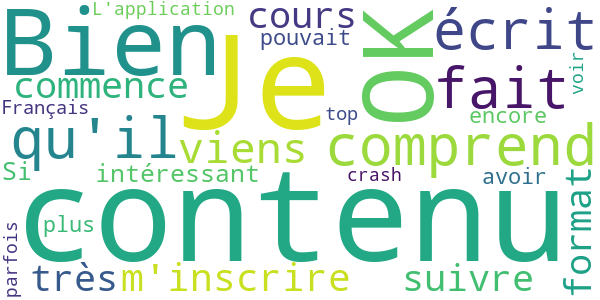 L'application
Bien
Je
cours
pouvait
OK
écrit
commence
fait
voir
Français
top
encore
qu'il
viens
comprend
Si
intéressant
crash
avoir
contenu
format
plus
parfois
très
m'inscrire
suivre